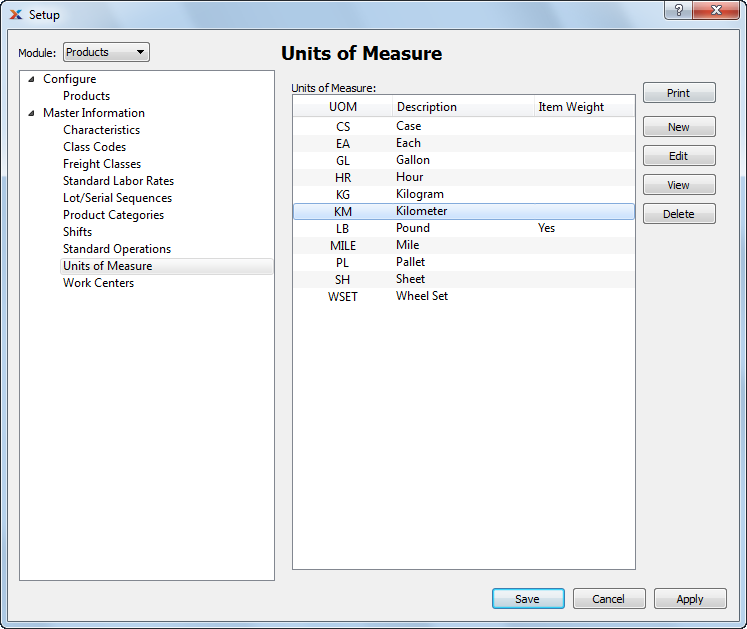 Setup
?
Module: Products
Units of Measure
Configure
Products
Master Information
Characteristics
Class Codes
Freight Classes
Standard Labor Rates
Lot/Serial Sequences
Product Categories
Shifts
Standard Operations
Units of Measure
Work Centers
Units of Measure:
UOM Description Item Weight
CS Case
EA Each
GL Gallon
HR Hour
KG Kilogram
KM Kilometer
LB Pound Yes
MILE Mile
PL Pallet
SH Sheet
WSET Wheel Set
Print
New
Edit
View
Delete
Save Cancel Apply